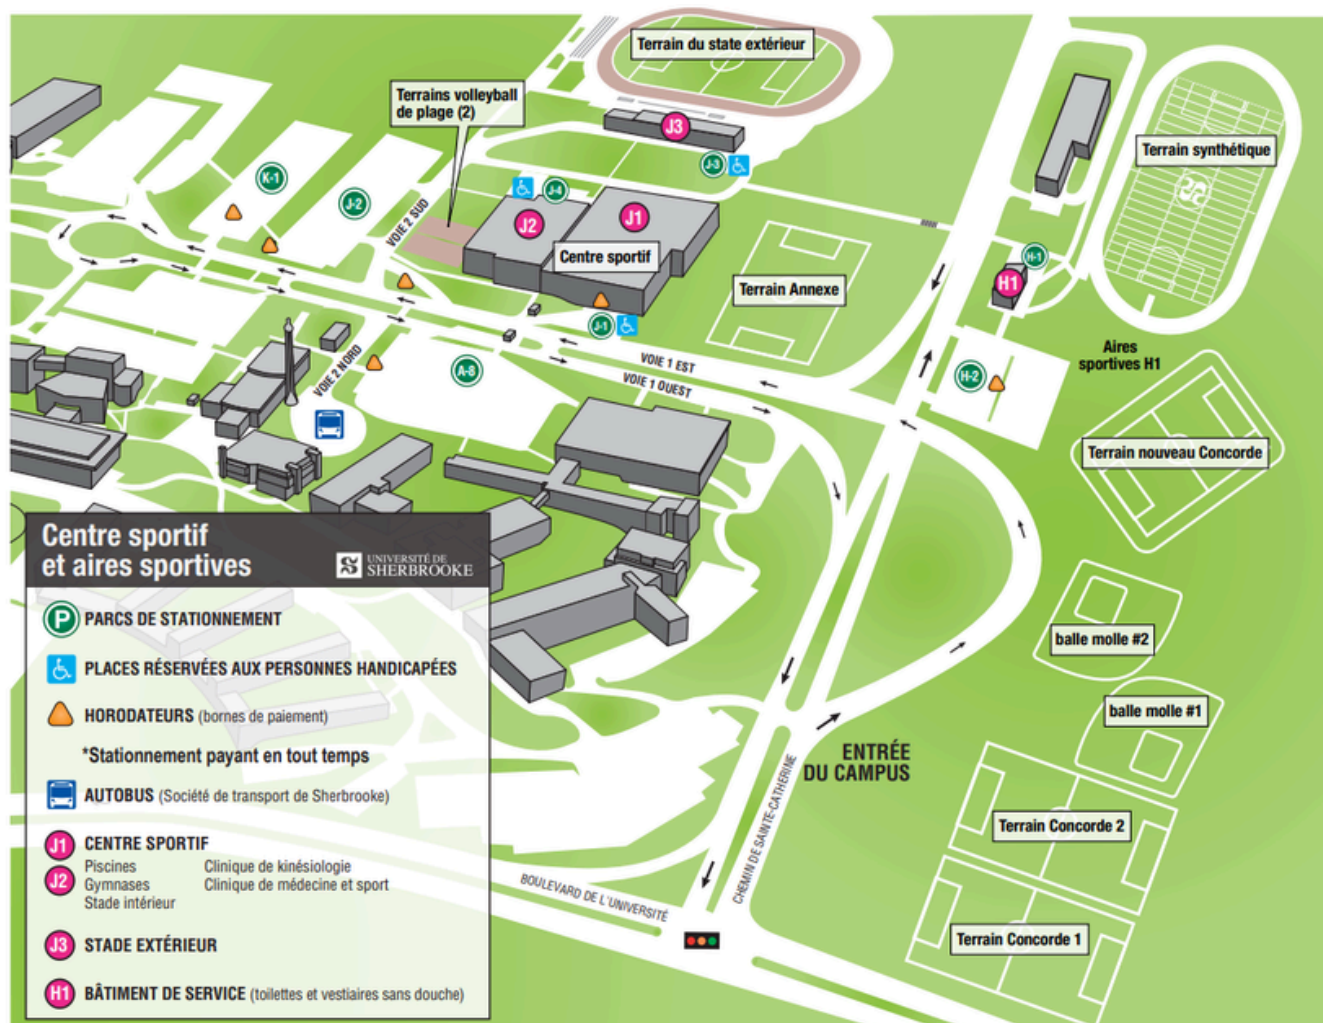 Terrain du state extérieur
Terrains volleyball
de plage (2)
J3
J-3
Terrain synthétique
K-1
J-2
VOIE 2 SUD
J-4
J2
J1
Centre sportif
Terrain Annexe
H-1
H1
J-1
VOIE 1 EST
VOIE 1 OUEST
Aires
sportives H1
VOIE 2 NORD
A-8
H-2
Terrain nouveau Concorde
balle molle #2
balle molle #1
ENTRÉE
DU CAMPUS
CHEMIN DE SAINTE-CATHERINE
BOULEVARD DE L'UNIVERSITÉ
Terrain Concorde 2
Terrain Concorde 1
Centre sportif
et aires sportives
UNIVERSITÉ DE
SHERBROOKE
P PARCS DE STATIONNEMENT
PLACES RÉSERVÉES AUX PERSONNES HANDICAPÉES
HORODATEURS (bornes de paiement)
*Stationnement payant en tout temps
AUTOBUS (Société de transport de Sherbrooke)
J1 CENTRE SPORTIF
J2
Piscines Clinique de kinésiologie
Gymnases Clinique de médecine et sport
Stade intérieur
J3 STADE EXTÉRIEUR
H1 BÂTIMENT DE SERVICE (toilettes et vestiaires sans douche)